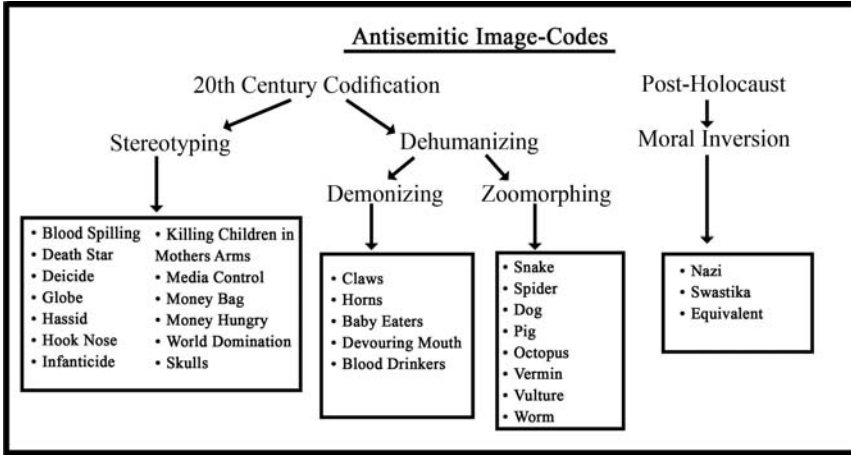 Antisemitic Image-Codes
20th Century Codification
Post-Holocaust
Stereotyping
Dehumanizing
Moral Inversion
Demonizing
Zoomorphing
• Blood Spilling
• Death Star
• Deicide
• Globe
• Hassid
• Hook Nose
• Infanticide
• Killing Children in
Mothers Arms
• Media Control
• Money Bag
• Money Hungry
• World Domination
• Skulls
• Claws
• Horns
• Baby Eaters
• Devouring Mouth
• Blood Drinkers
• Snake
• Spider
• Dog
• Pig
• Octopus
• Vermin
• Vulture
• Worm
• Nazi
• Swastika
• Equivalent